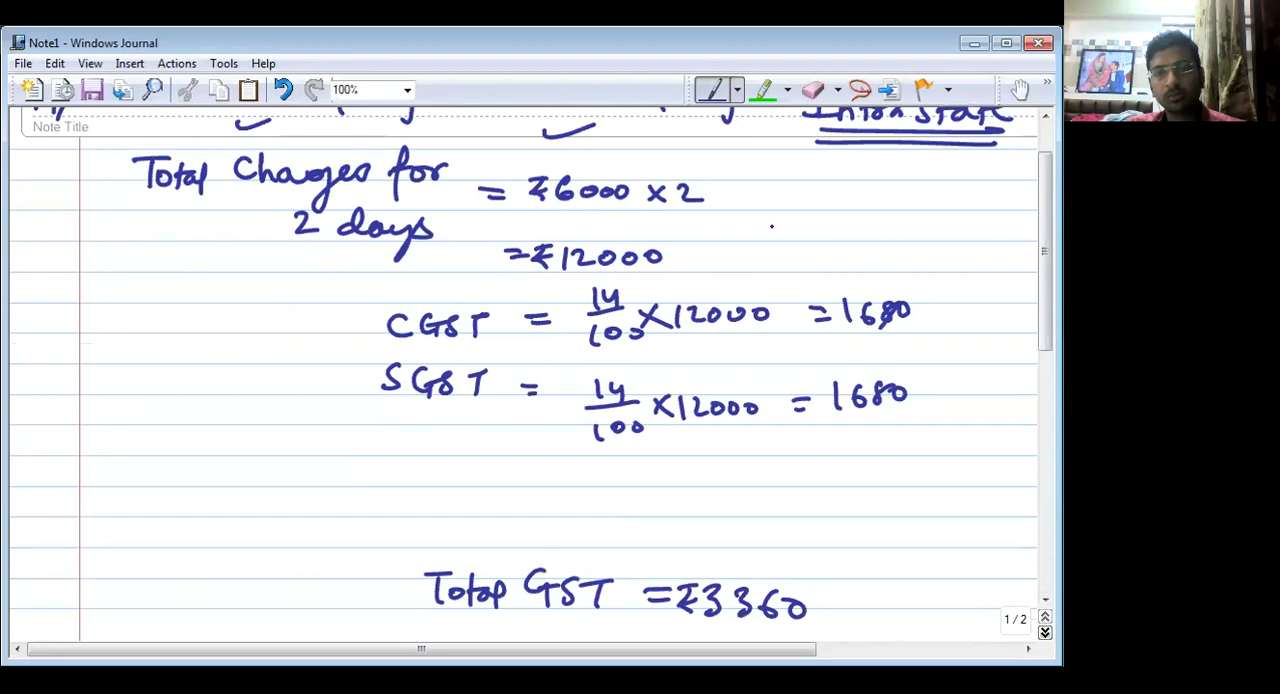 Note1 - Windows Journal
File Edit View Insert Actions Tools Help
100%
Note Title
Total Charges for
2 days
= ₹6000 × 2
= ₹12000
CGST = 14/100 × 12000 = 1680
SGST = 14/100 × 12000 = 1680
Total GST = ₹3360
1 / 2